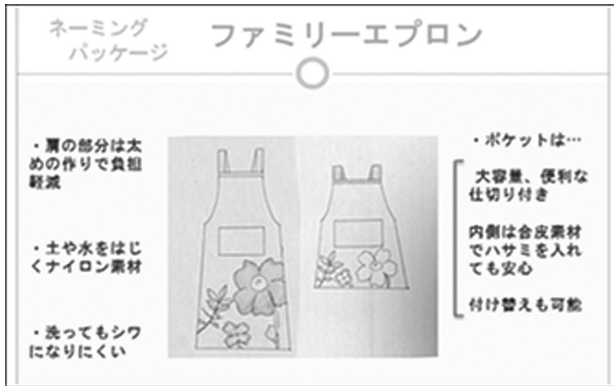 ネーミング
パッケージ
ファミリーエプロン
・肩の部分は太
めの作りで負担
軽減
・土や水をはじ
くナイロン素材
・洗ってもシワ
になりにくい
・ポケットは…
大容量、便利な
仕切り付き
内側は合皮素材
でハサミを入れ
ても安心
付け替えも可能